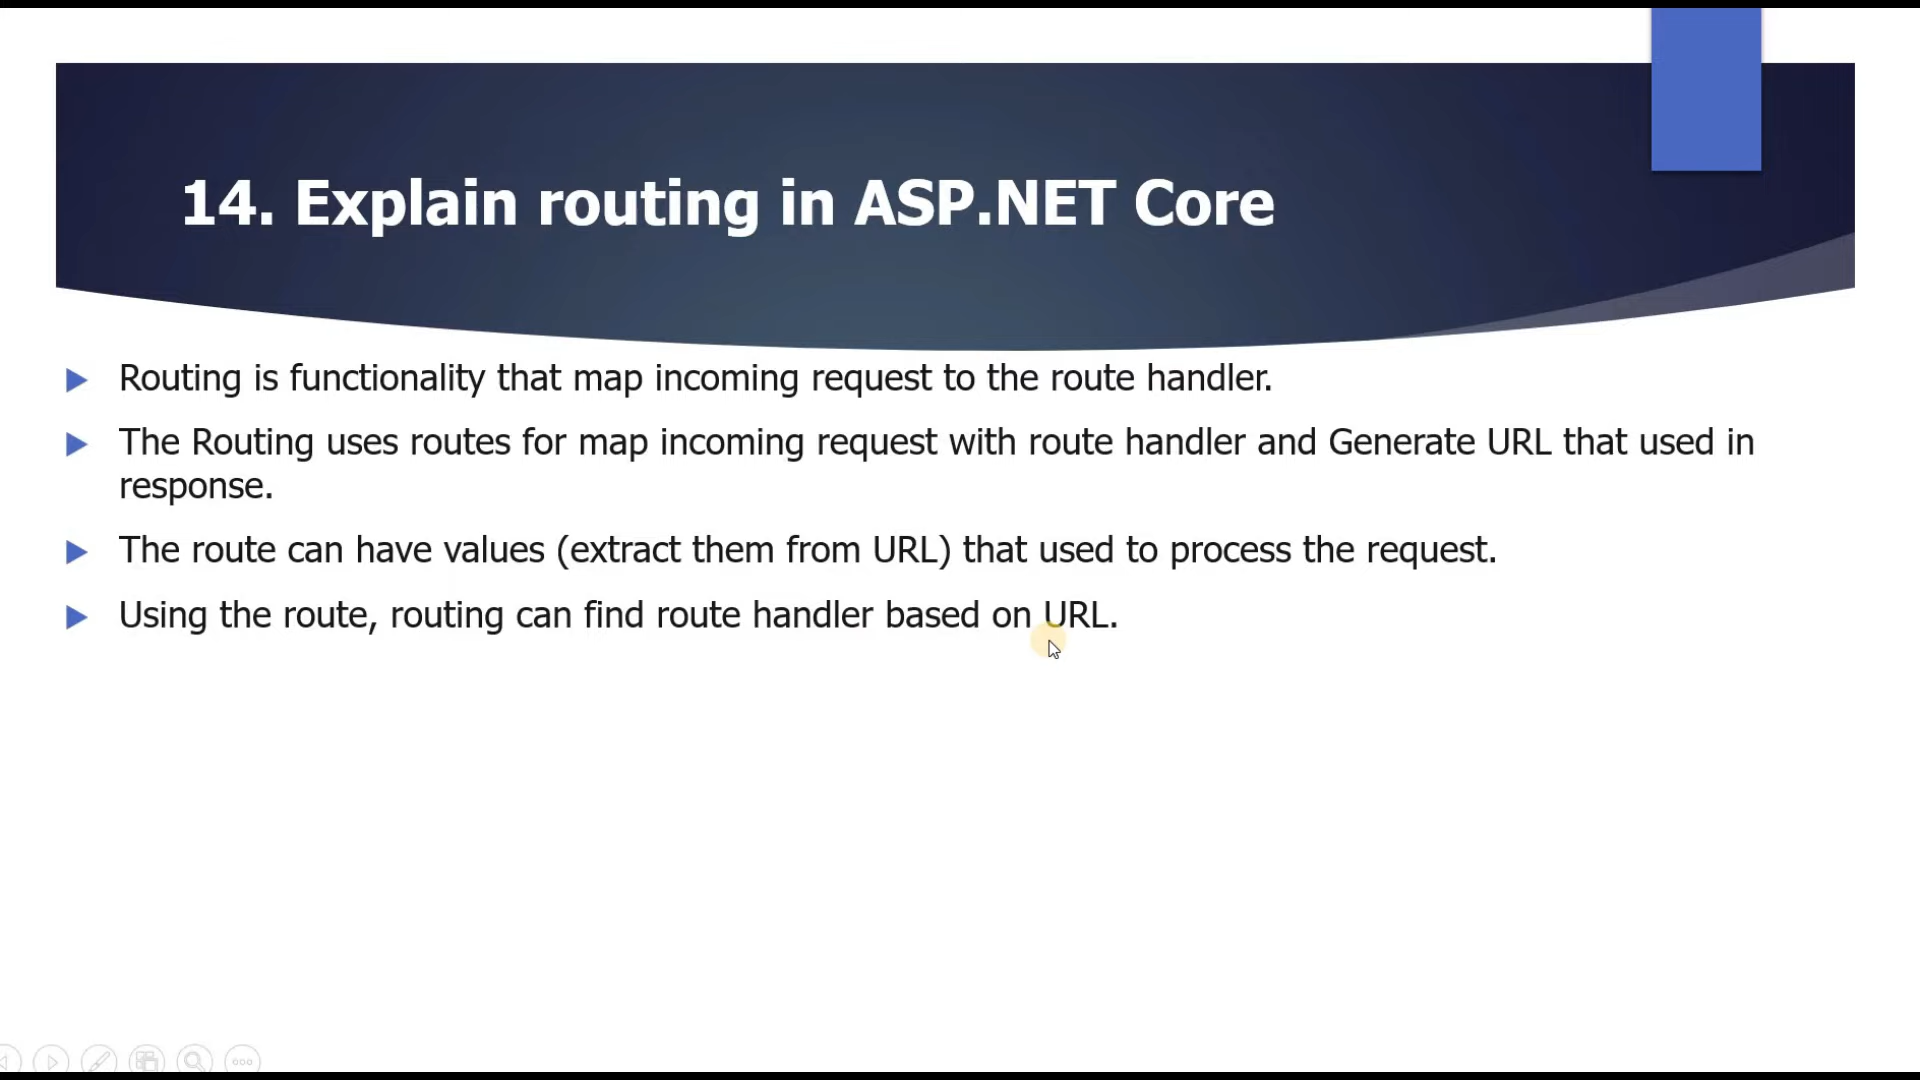 14. Explain routing in ASP.NET Core
Routing is functionality that map incoming request to the route handler.
The Routing uses routes for map incoming request with route handler and Generate URL that used in
response.
The route can have values (extract them from URL) that used to process the request.
Using the route, routing can find route handler based on URL.